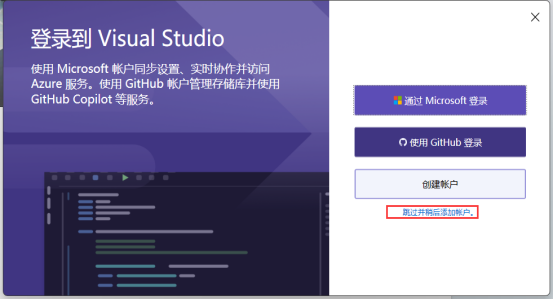 登录到 Visual Studio
使用 Microsoft 帐户同步设置、实时协作并访问
Azure 服务。使用 GitHub 帐户管理存储库并使用
GitHub Copilot 等服务。
通过 Microsoft 登录
使用 GitHub 登录
创建帐户
跳过并稍后添加帐户。